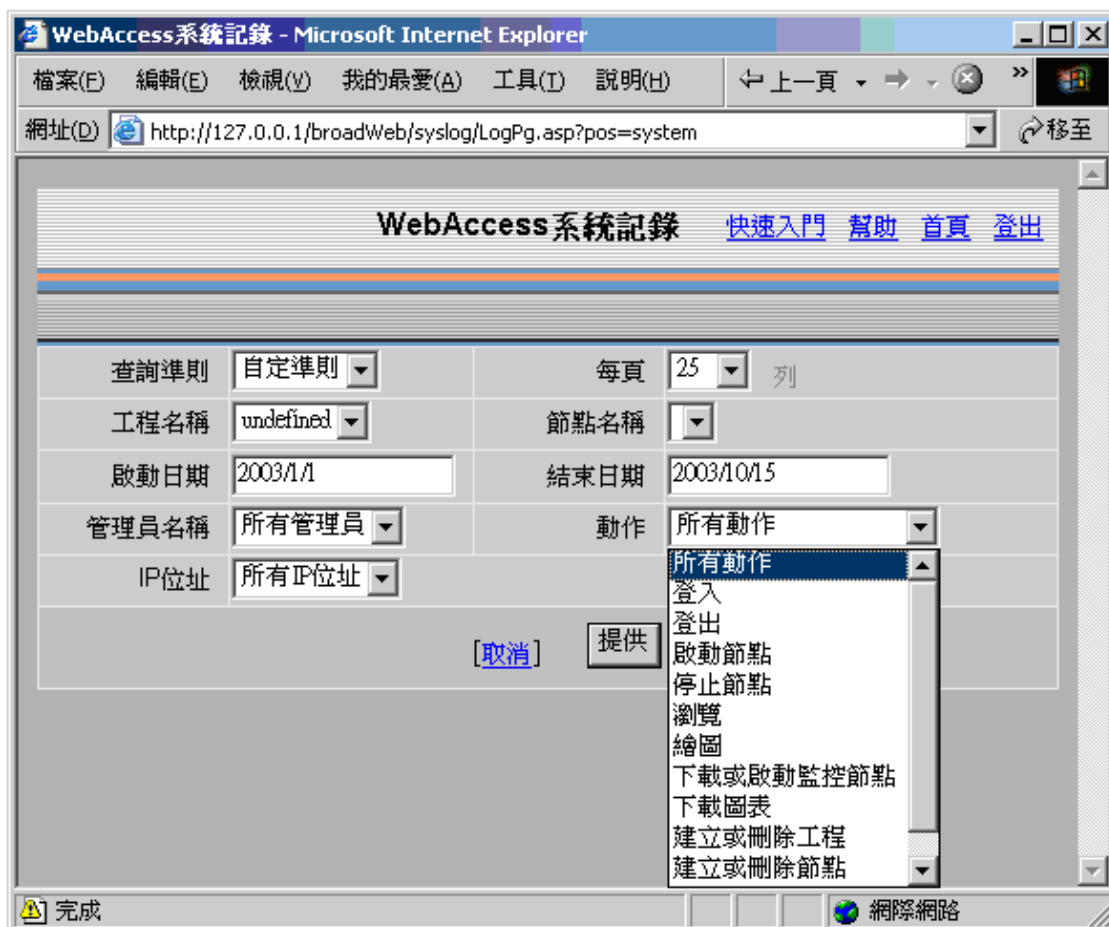 WebAccess系統記錄 - Microsoft Internet Explorer
檔案(F) 編輯(E) 檢視(V) 我的最愛(A) 工具(T) 說明(H) 上一頁 »
網址(D) http://127.0.0.1/broadWeb/syslog/LogPg.asp?pos=system 移至
WebAccess系統記錄 快速入門 幫助 首頁 登出
查詢準則 自定準則 每頁 25 列
工程名稱 undefined 節點名稱
啟動日期 2003/1/1 結束日期 2003/10/15
管理員名稱 所有管理員 動作 所有動作
IP位址 所有IP位址
[取消] 提供
所有動作
登入
登出
啟動節點
停止節點
瀏覽
繪圖
下載或啟動監控節點
下載圖表
建立或刪除工程
建立或刪除節點
完成 網際網路